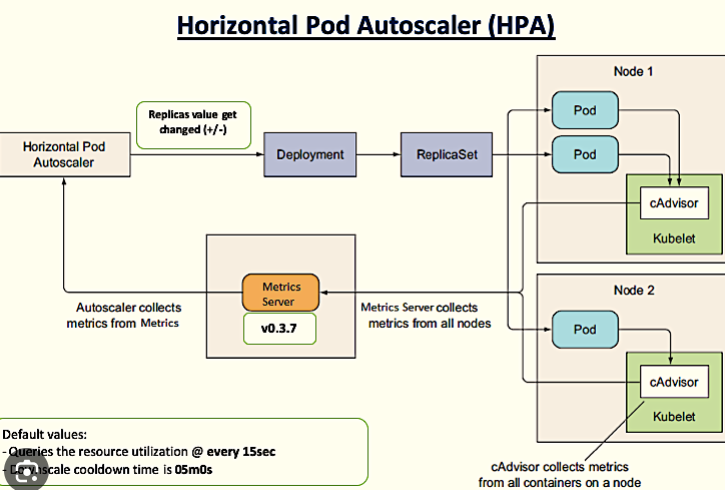 Horizontal Pod Autoscaler (HPA)
Node 1
Replicas value get
changed (+/-)
Pod
Horizontal Pod
Autoscaler
Deployment
ReplicaSet
Pod
cAdvisor
Kubelet
Metrics
Server
v0.3.7
Autoscaler collects
metrics from Metrics
Metrics Server collects
metrics from all nodes
Node 2
Pod
cAdvisor
Kubelet
Default values:
- Queries the resource utilization @ every 15sec
- Downscale cooldown time is 05m0s
cAdvisor collects metrics
from all containers on a node